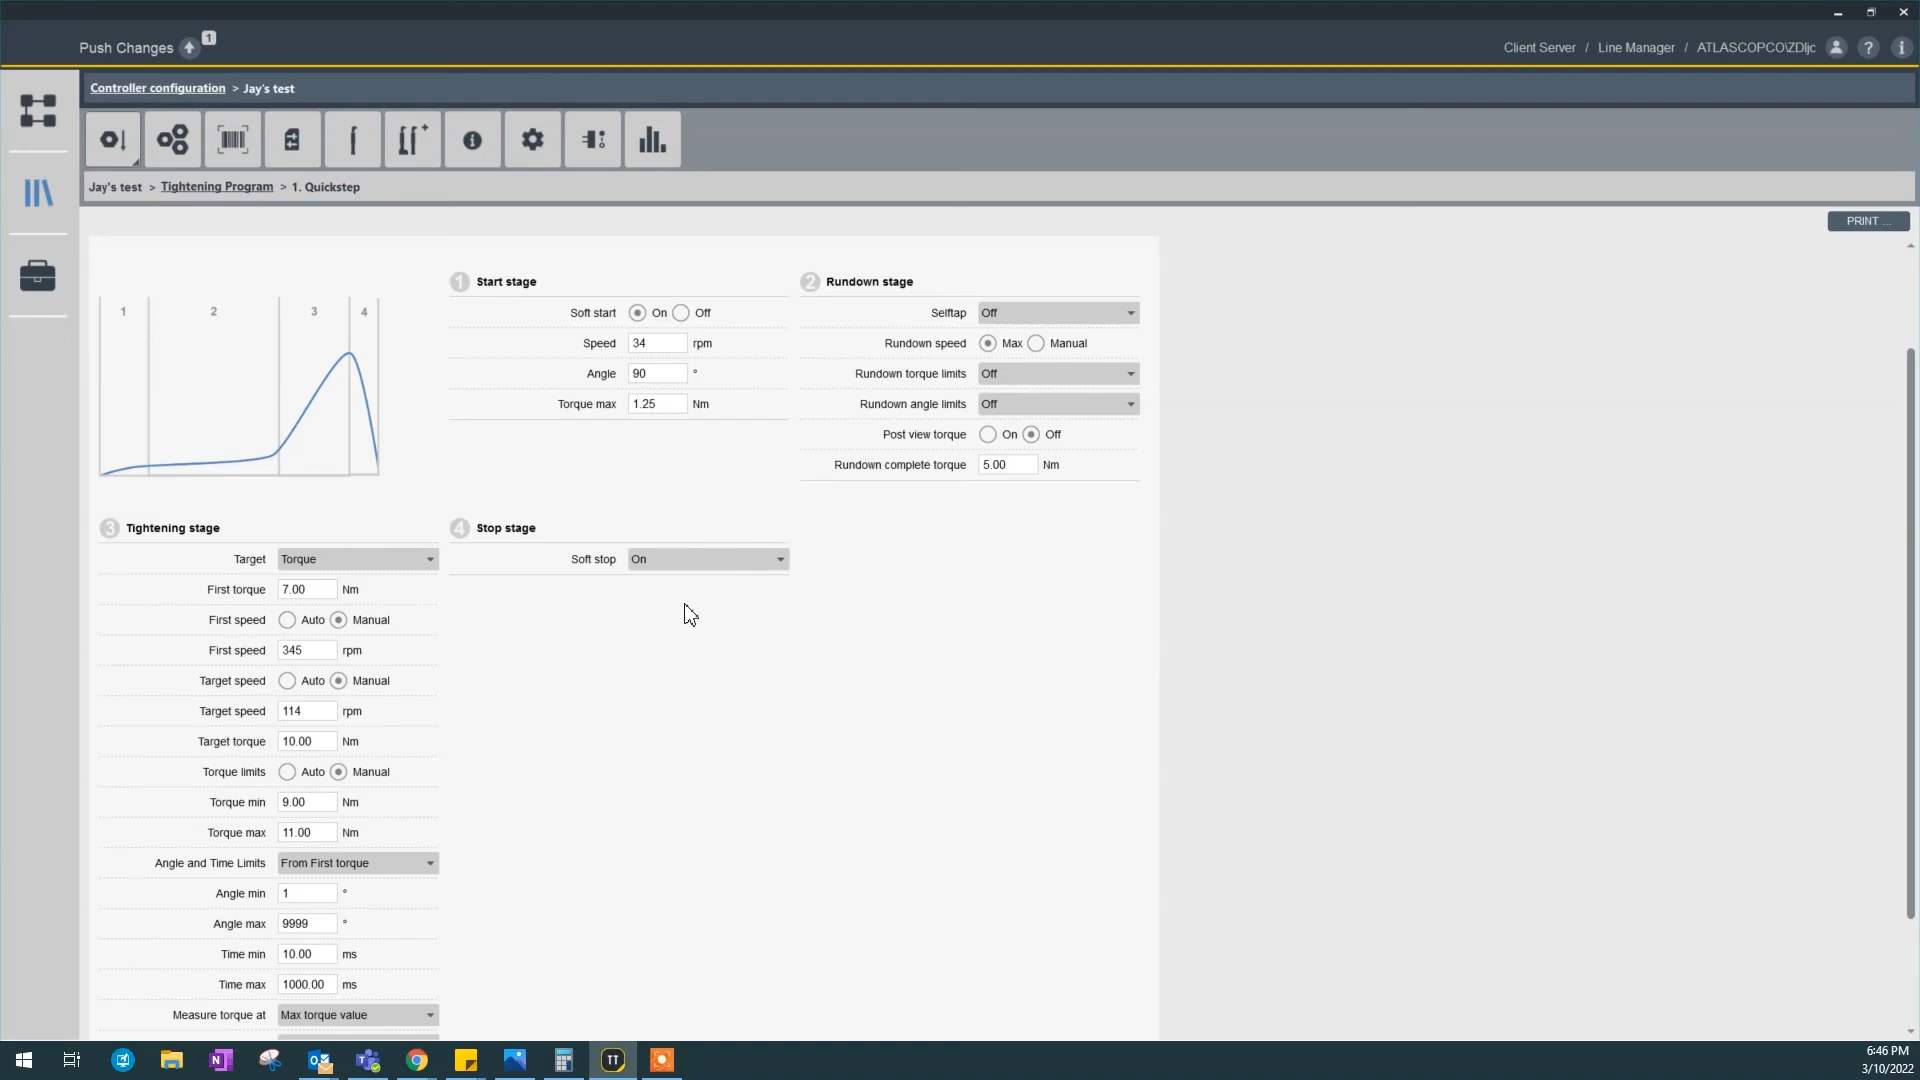 Push Changes 1
Client Server / Line Manager / ATLASCOPCO\ZDljc ? i
Controller configuration > Jay's test
Jay's test > Tightening Program > 1. Quickstep
PRINT ...
1 2 3 4
1 Start stage
Soft start On Off
Speed 34 rpm
Angle 90 °
Torque max 1.25 Nm
2 Rundown stage
Selftap Off
Rundown speed Max Manual
Rundown torque limits Off
Rundown angle limits Off
Post view torque On Off
Rundown complete torque 5.00 Nm
3 Tightening stage
Target Torque
First torque 7.00 Nm
First speed Auto Manual
First speed 345 rpm
Target speed Auto Manual
Target speed 114 rpm
Target torque 10.00 Nm
Torque limits Auto Manual
Torque min 9.00 Nm
Torque max 11.00 Nm
Angle and Time Limits From First torque
Angle min 1 °
Angle max 9999 °
Time min 10.00 ms
Time max 1000.00 ms
Measure torque at Max torque value
4 Stop stage
Soft stop On
6:46 PM
3/10/2022